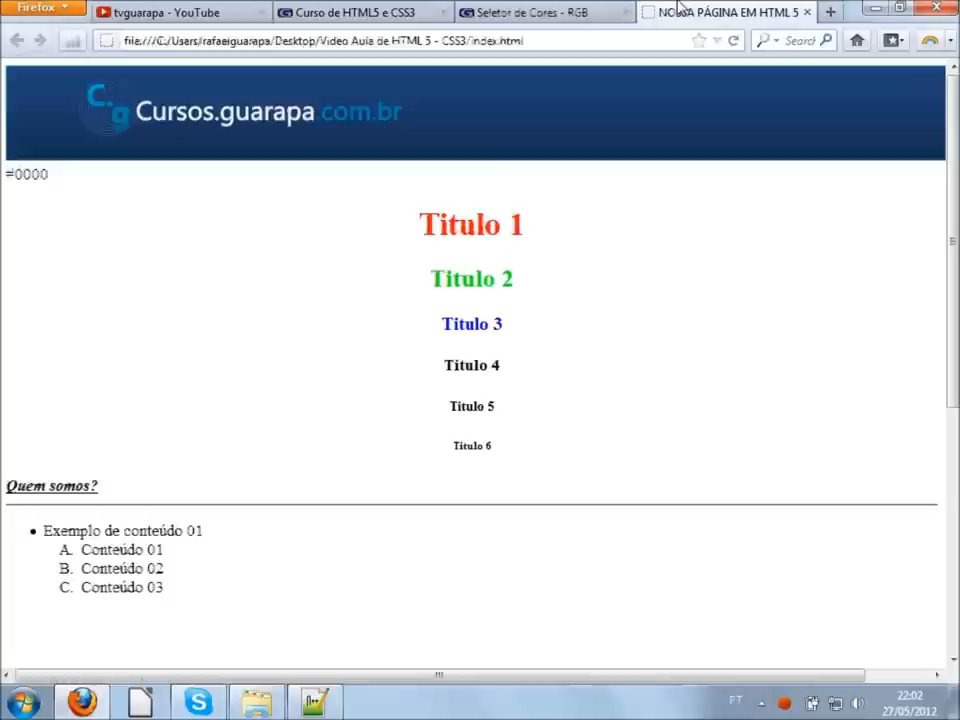 Firefox
tvguarapa - YouTube
Curso de HTML5 e CSS3
Seletor de Cores - RGB
NOSSA PÁGINA EM HTML 5
file:///C:/Users/rafaelguarapa/Desktop/Video Aula de HTML 5 - CSS3/index.html
Search
C.g Cursos.guarapa.com.br
#0000
Titulo 1
Titulo 2
Titulo 3
Titulo 4
Titulo 5
Titulo 6
Quem somos?
• Exemplo de conteúdo 01
A. Conteúdo 01
B. Conteúdo 02
C. Conteúdo 03
PT
22:02
27/05/2012